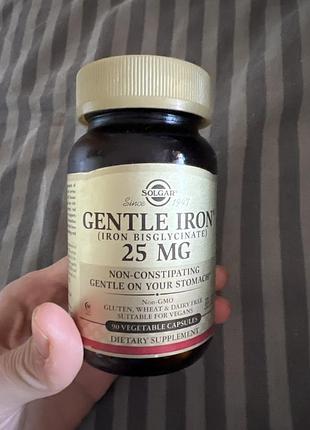 SOLGAR®
Since 1947
GENTLE IRON®
(IRON BISGLYCINATE)
25 MG
NON-CONSTIPATING
GENTLE ON YOUR STOMACH
Non-GMO
GLUTEN, WHEAT & DAIRY FREE
SUITABLE FOR VEGANS
90 VEGETABLE CAPSULES
DIETARY SUPPLEMENT